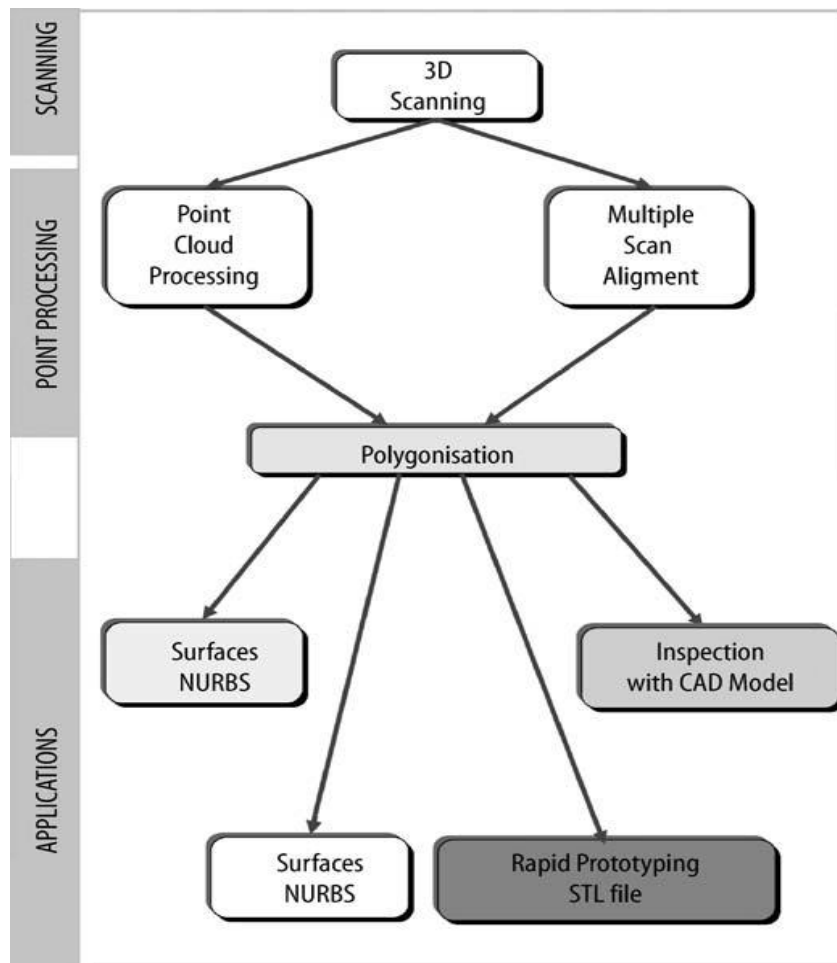 SCANNING
3D
Scanning
POINT PROCESSING
Point
Cloud
Processing
Multiple
Scan
Aligment
Polygonisation
APPLICATIONS
Surfaces
NURBS
Inspection
with CAD Model
Surfaces
NURBS
Rapid Prototyping
STL file